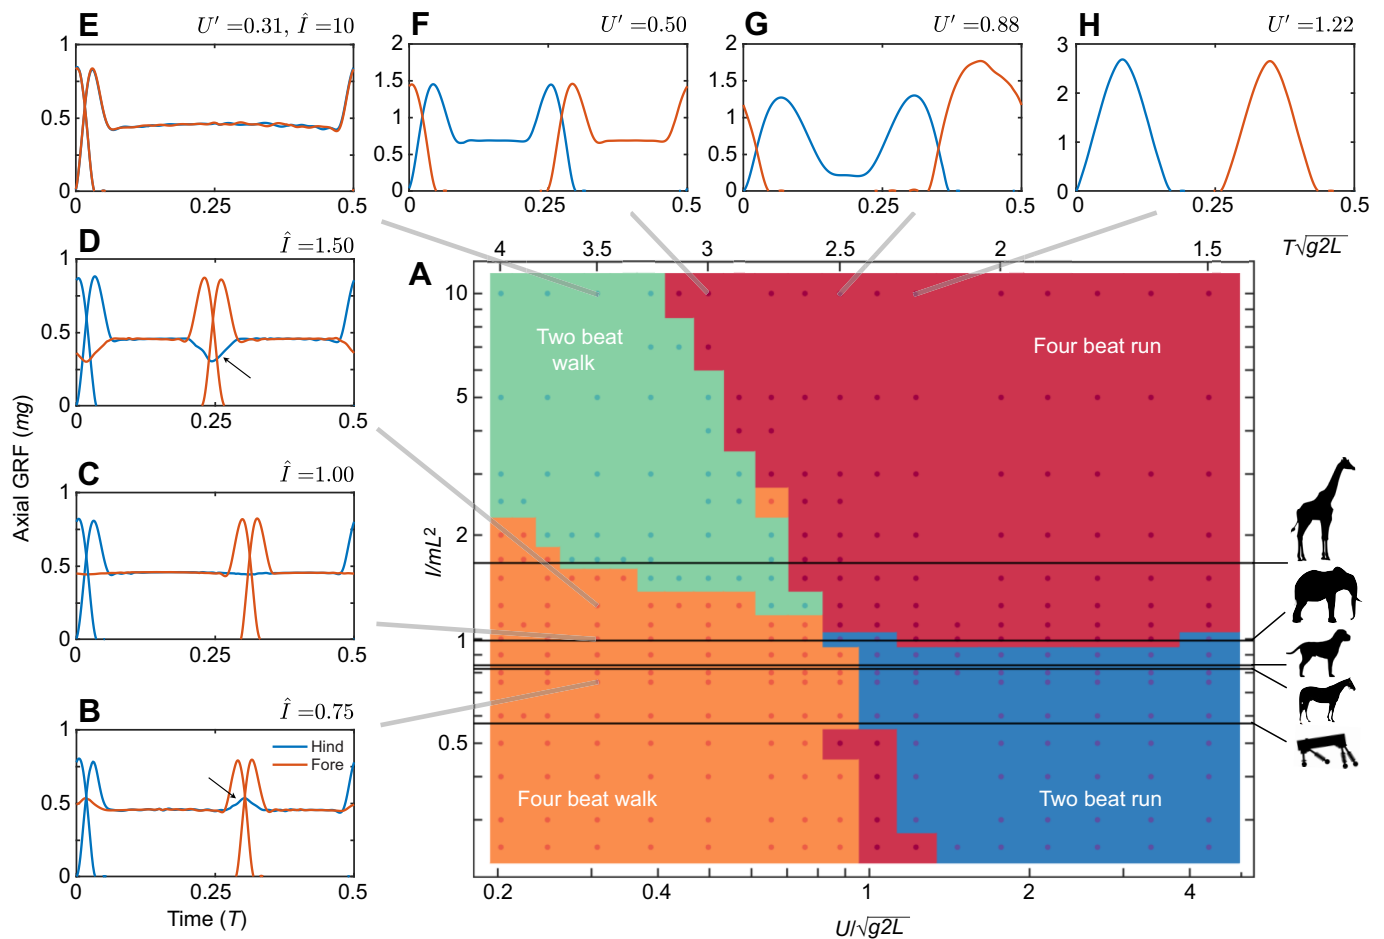 E
U′ =0.31, Î =10
1
0.5
0
0 0.25 0.5
F
U′ =0.50
2
1.5
1
0.5
0
0 0.25 0.5
G
U′ =0.88
2
1.5
1
0.5
0
0 0.25 0.5
H
U′ =1.22
3
2
1
0
0 0.25 0.5
D
Î =1.50
1
0.5
0
0 0.25 0.5
C
Î =1.00
1
0.5
0
0 0.25 0.5
B
Î =0.75
1
0.5
0
0 0.25 0.5
Hind
Fore
Axial GRF (mg)
Time (T)
A
4 3.5 3 2.5 2 1.5
T√g2L
10
5
2
1
0.5
I/mL²
Two beat
walk
Four beat run
Four beat walk
Two beat run
0.2 0.4 1 2 4
U/√g2L